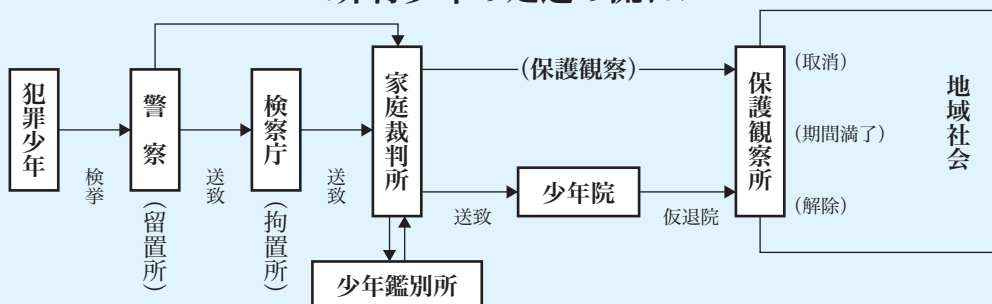 犯罪少年
検挙
警察
（留置所）
送致
検察庁
（拘置所）
送致
家庭裁判所
（保護観察）
送致
少年院
仮退院
少年鑑別所
保護観察所
（取消）
（期間満了）
（解除）
地域社会